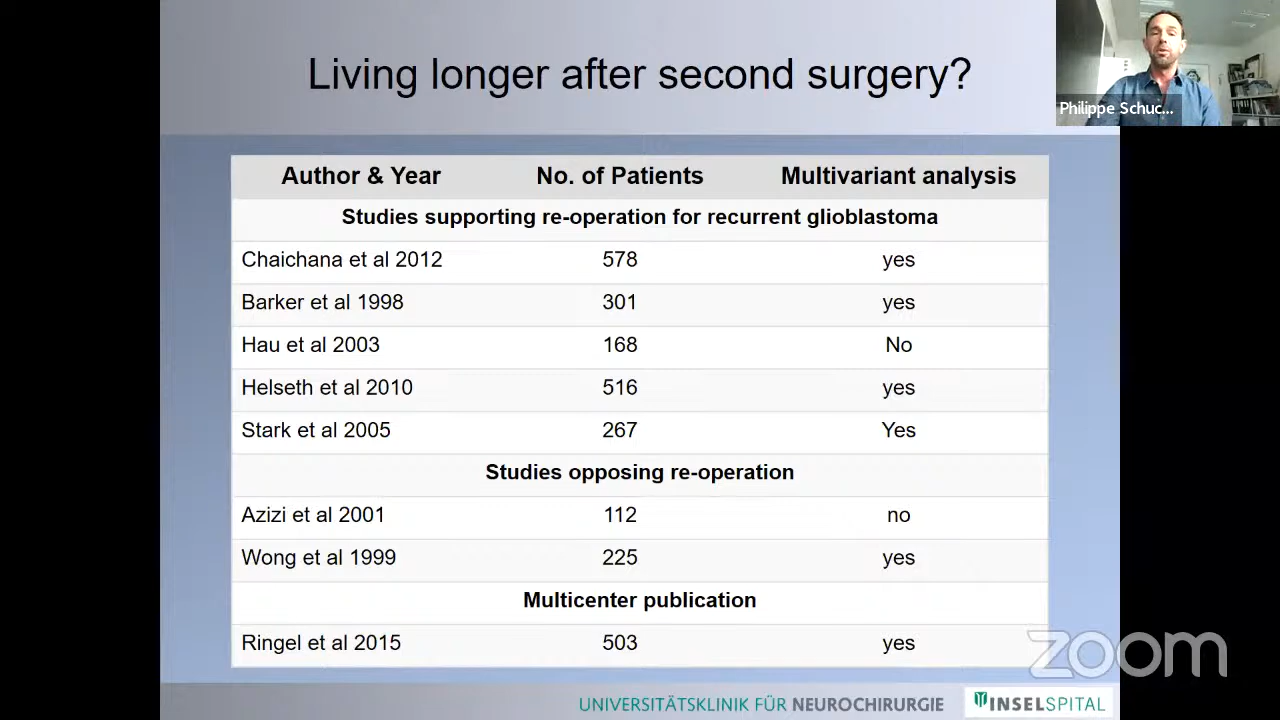 Living longer after second surgery?
Philippe Schuc...
Author & Year No. of Patients Multivariant analysis
Studies supporting re-operation for recurrent glioblastoma
Chaichana et al 2012 578 yes
Barker et al 1998 301 yes
Hau et al 2003 168 No
Helseth et al 2010 516 yes
Stark et al 2005 267 Yes
Studies opposing re-operation
Azizi et al 2001 112 no
Wong et al 1999 225 yes
Multicenter publication
Ringel et al 2015 503 yes
zoom
UNIVERSITÄTSKLINIK FÜR NEUROCHIRURGIE INSELSPITAL